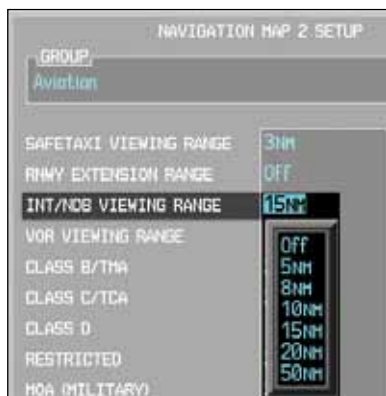 NAVIGATION MAP 2 SETUP
GROUP
Aviation
SAFETAXI VIEWING RANGE 3NM
RNWY EXTENSION RANGE Off
INT/NDB VIEWING RANGE 15NM
VOR VIEWING RANGE
CLASS B/TMA
CLASS C/TCA
CLASS D
RESTRICTED
MOA (MILITARY)
Off
5NM
8NM
10NM
15NM
20NM
50NM